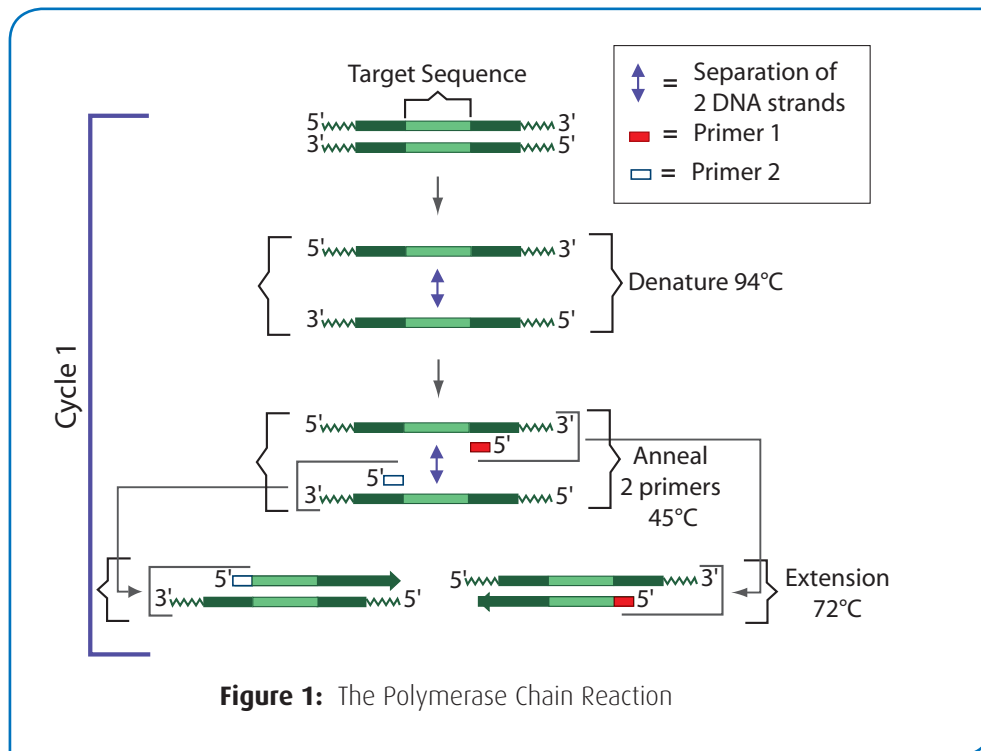 Target Sequence
= Separation of
2 DNA strands
= Primer 1
= Primer 2
5' 3'
3' 5'
Cycle 1
5' 3'
Denature 94°C
3' 5'
5' 3'
5'
5'
3' 5'
Anneal
2 primers
45°C
5'
3' 5'
5' 3'
5'
Extension
72°C
Figure 1: The Polymerase Chain Reaction